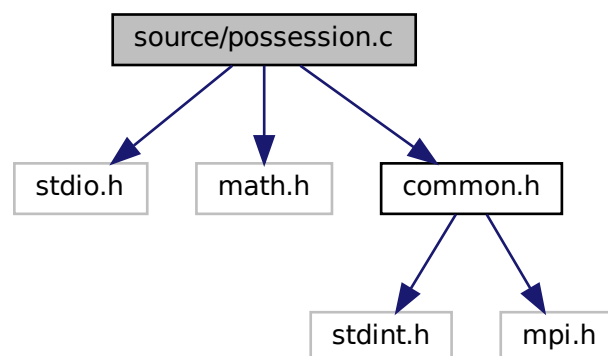 source/possession.c
stdio.h
math.h
common.h
stdint.h
mpi.h